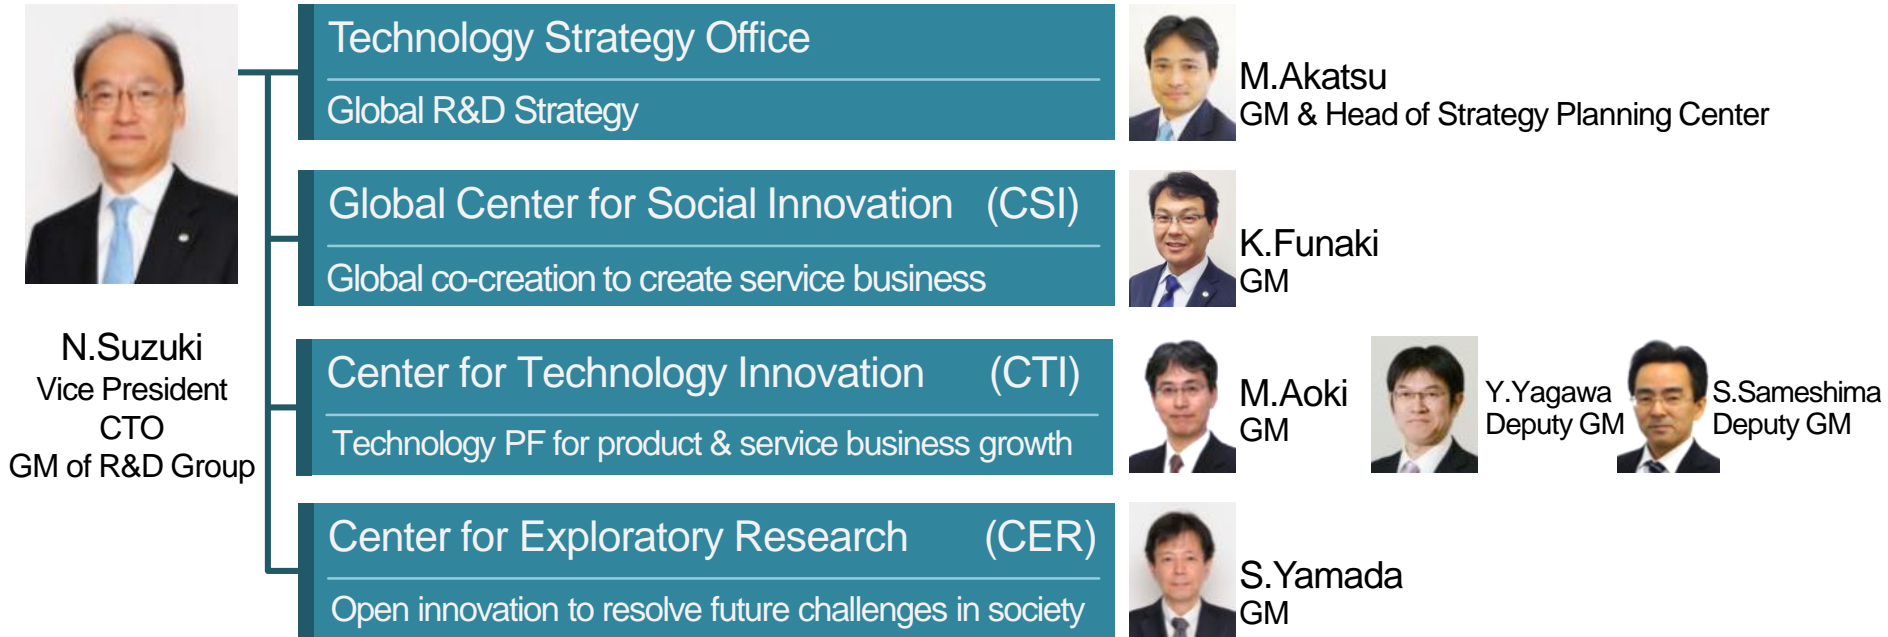 N.Suzuki
Vice President
CTO
GM of R&D Group
Technology Strategy Office
Global R&D Strategy
M.Akatsu
GM & Head of Strategy Planning Center
Global Center for Social Innovation (CSI)
Global co-creation to create service business
K.Funaki
GM
Center for Technology Innovation (CTI)
Technology PF for product & service business growth
M.Aoki
GM
Y.Yagawa
Deputy GM
S.Sameshima
Deputy GM
Center for Exploratory Research (CER)
Open innovation to resolve future challenges in society
S.Yamada
GM